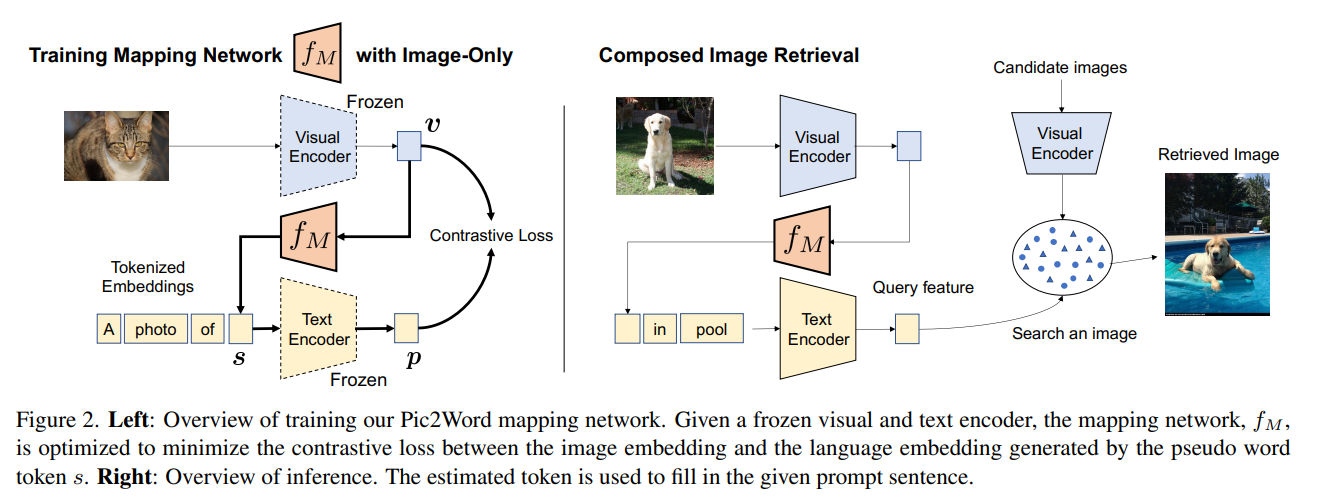 Training Mapping Network f_M with Image-Only
Frozen
Visual
Encoder
v
f_M
Contrastive Loss
Tokenized
Embeddings
A photo of
s
Text
Encoder
p
Frozen
Composed Image Retrieval
Visual
Encoder
f_M
in pool
Text
Encoder
Query feature
Candidate images
Visual
Encoder
Search an image
Retrieved Image
Figure 2. Left: Overview of training our Pic2Word mapping network. Given a frozen visual and text encoder, the mapping network, f_M,
is optimized to minimize the contrastive loss between the image embedding and the language embedding generated by the pseudo word
token s. Right: Overview of inference. The estimated token is used to fill in the given prompt sentence.